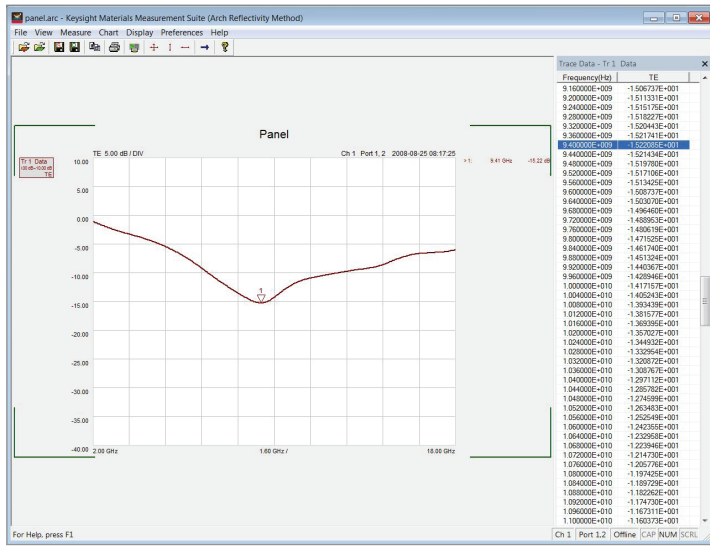 panel.arc - Keysight Materials Measurement Suite (Arch Reflectivity Method)
File View Measure Chart Display Preferences Help
Panel
TE 5.00 dB / DIV
Ch 1 Port 1, 2 2008-08-25 08:17:25
Tr 1 Data
TE
> 1: 9.41 GHz -15.22 dB
10.00
5.00
0.00
-5.00
-10.00
-15.00
-20.00
-25.00
-30.00
-35.00
-40.00
1
2.00 GHz
1.60 GHz /
18.00 GHz
Trace Data - Tr 1 Data
Frequency(Hz) TE
9.160000E+009 -1.506737E+001
9.200000E+009 -1.511331E+001
9.240000E+009 -1.515175E+001
9.280000E+009 -1.518227E+001
9.320000E+009 -1.520443E+001
9.360000E+009 -1.521741E+001
9.400000E+009 -1.522085E+001
9.440000E+009 -1.521434E+001
9.480000E+009 -1.519780E+001
9.520000E+009 -1.517106E+001
9.560000E+009 -1.513425E+001
9.600000E+009 -1.508737E+001
9.640000E+009 -1.503070E+001
9.680000E+009 -1.496460E+001
9.720000E+009 -1.488953E+001
9.760000E+009 -1.480619E+001
9.800000E+009 -1.471525E+001
9.840000E+009 -1.461740E+001
9.880000E+009 -1.451324E+001
9.920000E+009 -1.440367E+001
9.960000E+009 -1.428946E+001
1.000000E+010 -1.417157E+001
1.004000E+010 -1.405243E+001
1.008000E+010 -1.393439E+001
1.012000E+010 -1.381577E+001
1.016000E+010 -1.369395E+001
1.020000E+010 -1.357027E+001
1.024000E+010 -1.344932E+001
1.028000E+010 -1.332954E+001
1.032000E+010 -1.320872E+001
1.036000E+010 -1.308767E+001
1.040000E+010 -1.297112E+001
1.044000E+010 -1.285782E+001
1.048000E+010 -1.274599E+001
1.052000E+010 -1.263483E+001
1.056000E+010 -1.252549E+001
1.060000E+010 -1.242355E+001
1.064000E+010 -1.232958E+001
1.068000E+010 -1.223946E+001
1.072000E+010 -1.214730E+001
1.076000E+010 -1.205776E+001
1.080000E+010 -1.197425E+001
1.084000E+010 -1.189729E+001
1.088000E+010 -1.182262E+001
1.092000E+010 -1.174730E+001
1.096000E+010 -1.167311E+001
1.100000E+010 -1.160373E+001
For Help, press F1
Ch 1 Port 1.2 Offline CAP NUM SCRL